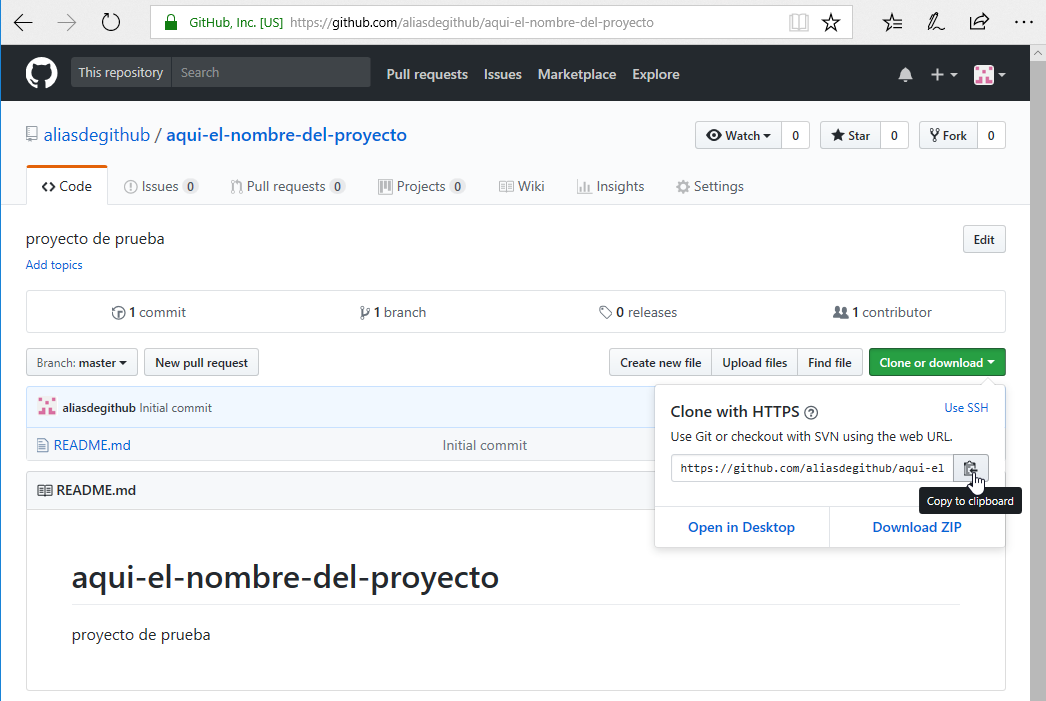 GitHub, Inc. [US] https://github.com/aliasdegithub/aqui-el-nombre-del-proyecto
This repository Search Pull requests Issues Marketplace Explore
aliasdegithub / aqui-el-nombre-del-proyecto Watch 0 Star 0 Fork 0
Code Issues 0 Pull requests 0 Projects 0 Wiki Insights Settings
proyecto de prueba Edit
Add topics
1 commit 1 branch 0 releases 1 contributor
Branch: master New pull request Create new file Upload files Find file Clone or download
aliasdegithub Initial commit
README.md Initial commit
Clone with HTTPS Use SSH
Use Git or checkout with SVN using the web URL.
https://github.com/aliasdegithub/aqui-el
Copy to clipboard
Open in Desktop Download ZIP
README.md
aqui-el-nombre-del-proyecto
proyecto de prueba